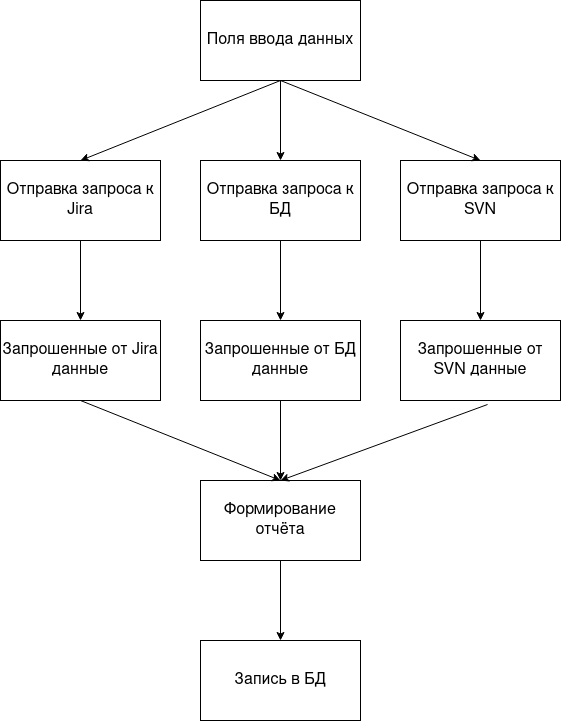 Поля ввода данных
Отправка запроса к
Jira
Отправка запроса к
БД
Отправка запроса к
SVN
Запрошенные от Jira
данные
Запрошенные от БД
данные
Запрошенные от
SVN данные
Формирование
отчёта
Запись в БД